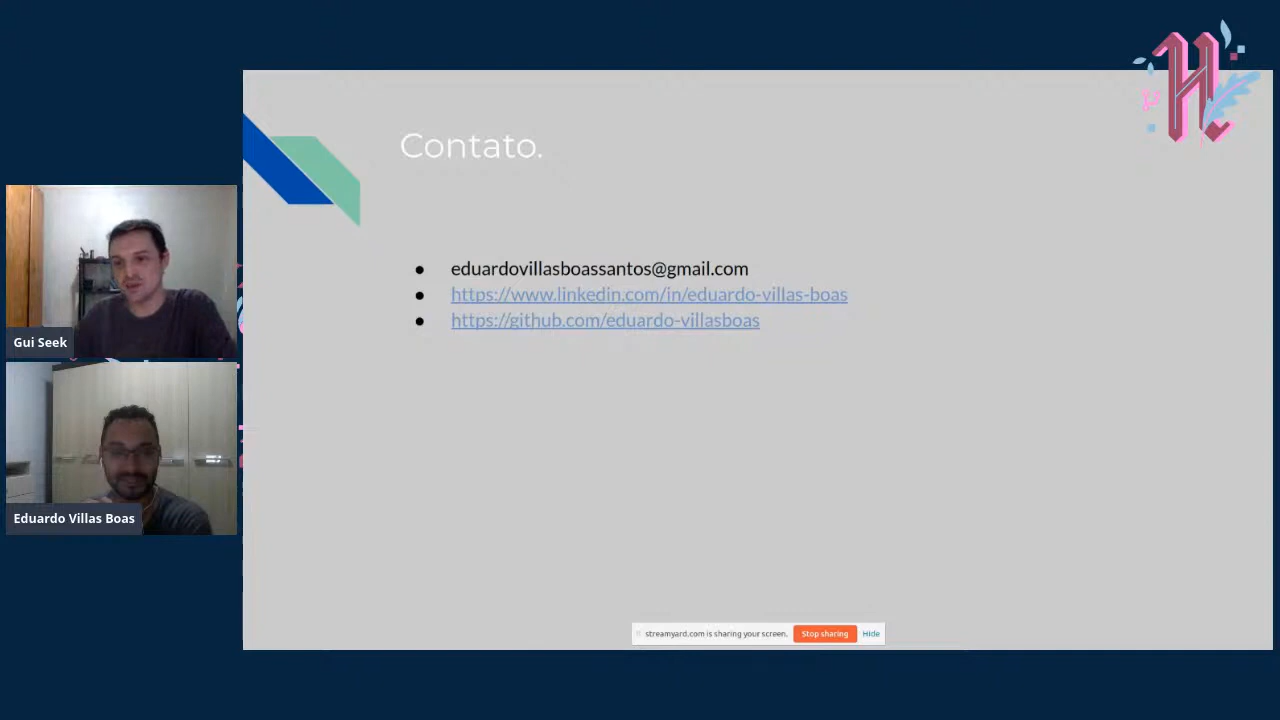 Contato.
eduardovillasboassantos@gmail.com
https://www.linkedin.com/in/eduardo-villas-boas
https://github.com/eduardo-villasboas
Gui Seek
Eduardo Villas Boas
streamyard.com is sharing your screen. Stop sharing Hide